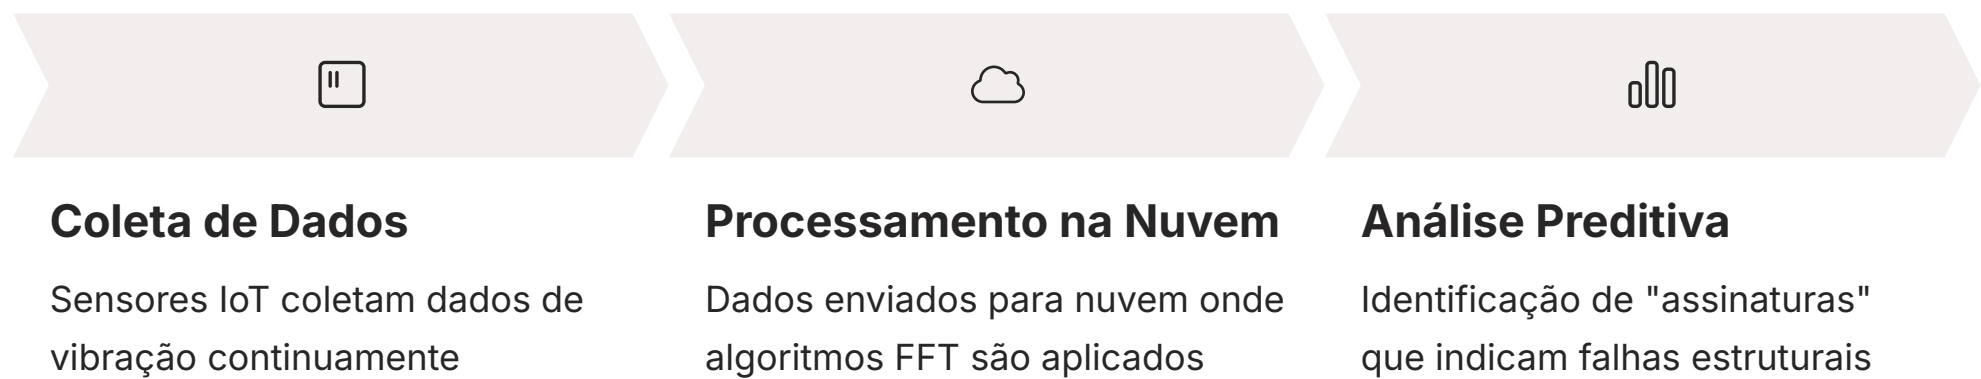 Coleta de Dados
Sensores IoT coletam dados de
vibração continuamente
Processamento na Nuvem
Dados enviados para nuvem onde
algoritmos FFT são aplicados
Análise Preditiva
Identificação de "assinaturas"
que indicam falhas estruturais